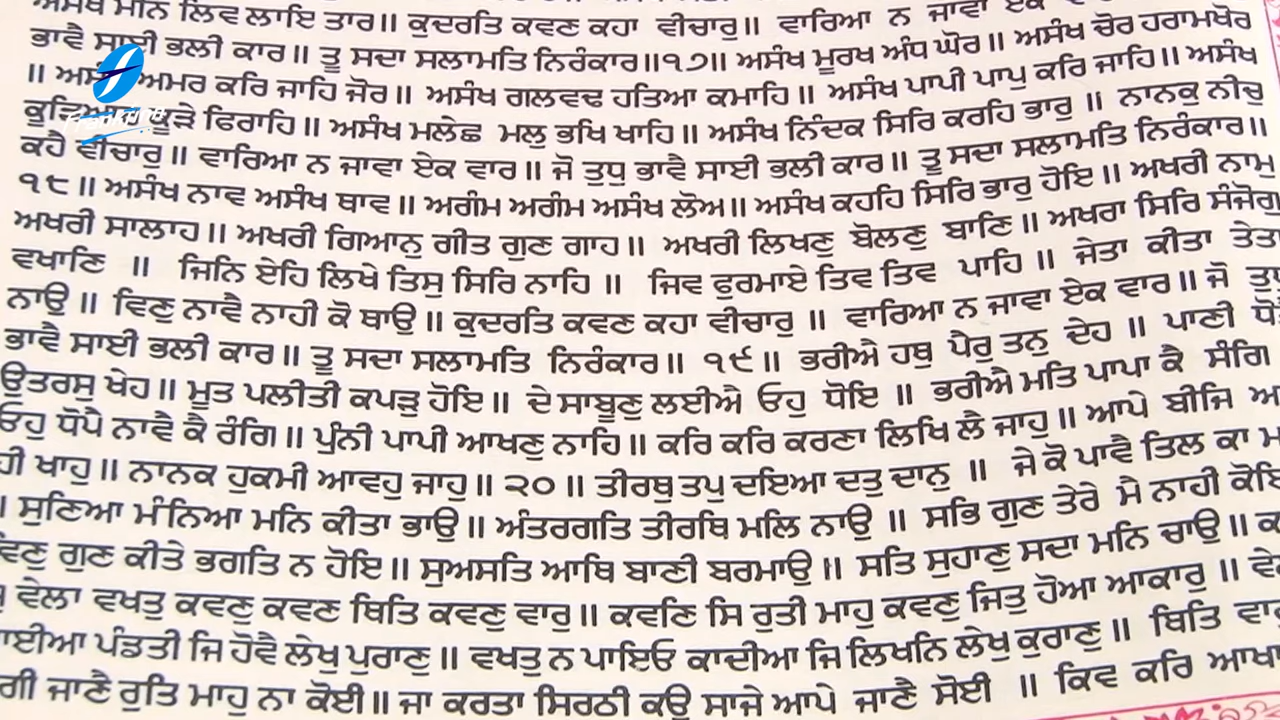 ਅਸੰਖ ਮੋਨਿ ਲਿਵ ਲਾਇ ਤਾਰ॥ ਕੁਦਰਤਿ ਕਵਣ ਕਹਾ ਵੀਚਾਰੁ॥ ਵਾਰਿਆ ਨ ਜਾਵਾ ਏਕ
ਭਾਵੈ ਸਾਈ ਭਲੀ ਕਾਰ॥ ਤੂ ਸਦਾ ਸਲਾਮਤਿ ਨਿਰੰਕਾਰ॥੧੭॥ ਅਸੰਖ ਮੂਰਖ ਅੰਧ ਘੋਰ॥ ਅਸੰਖ ਚੋਰ ਹਰਾਮਖੋਰ
॥ ਅਮਰ ਕਰਿ ਜਾਹਿ ਜੋਰ॥ ਅਸੰਖ ਗਲਵਢ ਹਤਿਆ ਕਮਾਹਿ॥ ਅਸੰਖ ਪਾਪੀ ਪਾਪੁ ਕਰਿ ਜਾਹਿ॥ ਅਸੰਖ
ਕੂੜਿਆਰ ਕੂੜੇ ਫਿਰਾਹਿ॥ ਅਸੰਖ ਮਲੇਛ ਮਲੁ ਭਖਿ ਖਾਹਿ॥ ਅਸੰਖ ਨਿੰਦਕ ਸਿਰਿ ਕਰਹਿ ਭਾਰੁ॥ ਨਾਨਕੁ ਨੀਚੁ
ਕਹੈ ਵੀਚਾਰੁ॥ ਵਾਰਿਆ ਨ ਜਾਵਾ ਏਕ ਵਾਰ॥ ਜੋ ਤੁਧੁ ਭਾਵੈ ਸਾਈ ਭਲੀ ਕਾਰ॥ ਤੂ ਸਦਾ ਸਲਾਮਤਿ ਨਿਰੰਕਾਰ॥
੧੮॥ ਅਸੰਖ ਨਾਵ ਅਸੰਖ ਥਾਵ॥ ਅਗੰਮ ਅਗੰਮ ਅਸੰਖ ਲੋਅ॥ ਅਸੰਖ ਕਹਹਿ ਸਿਰਿ ਭਾਰੁ ਹੋਇ॥ ਅਖਰੀ ਨਾਮੁ
ਅਖਰੀ ਸਾਲਾਹ॥ ਅਖਰੀ ਗਿਆਨੁ ਗੀਤ ਗੁਣ ਗਾਹ॥ ਅਖਰੀ ਲਿਖਣੁ ਬੋਲਣੁ ਬਾਣਿ॥ ਅਖਰਾ ਸਿਰਿ ਸੰਜੋਗੁ
ਵਖਾਣਿ ॥ ਜਿਨਿ ਏਹਿ ਲਿਖੇ ਤਿਸੁ ਸਿਰਿ ਨਾਹਿ॥ ਜਿਵ ਫੁਰਮਾਏ ਤਿਵ ਤਿਵ ਪਾਹਿ॥ ਜੇਤਾ ਕੀਤਾ ਤੇਤਾ
ਨਾਉ॥ ਵਿਣੁ ਨਾਵੈ ਨਾਹੀ ਕੋ ਥਾਉ॥ ਕੁਦਰਤਿ ਕਵਣ ਕਹਾ ਵੀਚਾਰੁ॥ ਵਾਰਿਆ ਨ ਜਾਵਾ ਏਕ ਵਾਰ॥ ਜੋ ਤੁਧੁ
ਭਾਵੈ ਸਾਈ ਭਲੀ ਕਾਰ॥ ਤੂ ਸਦਾ ਸਲਾਮਤਿ ਨਿਰੰਕਾਰ॥ ੧੯॥ ਭਰੀਐ ਹਥੁ ਪੈਰੁ ਤਨੁ ਦੇਹ॥ ਪਾਣੀ
ਉਤਰਸੁ ਖੇਹ॥ ਮੂਤ ਪਲੀਤੀ ਕਪੜੁ ਹੋਇ॥ ਦੇ ਸਾਬੂਣੁ ਲਈਐ ਓਹੁ ਧੋਇ॥ ਭਰੀਐ ਮਤਿ ਪਾਪਾ ਕੈ ਸੰਗਿ
ਓਹੁ ਧੋਪੈ ਨਾਵੈ ਕੈ ਰੰਗਿ॥ ਪੁੰਨੀ ਪਾਪੀ ਆਖਣੁ ਨਾਹਿ॥ ਕਰਿ ਕਰਿ ਕਰਣਾ ਲਿਖਿ ਲੈ ਜਾਹੁ॥ ਆਪੇ ਬੀਜਿ
ਹੀ ਖਾਹੁ॥ ਨਾਨਕ ਹੁਕਮੀ ਆਵਹੁ ਜਾਹੁ॥ ੨੦॥ ਤੀਰਥੁ ਤਪੁ ਦਇਆ ਦਤੁ ਦਾਨੁ॥ ਜੇ ਕੋ ਪਾਵੈ ਤਿਲ ਕਾ
। ਸੁਣਿਆ ਮੰਨਿਆ ਮਨਿ ਕੀਤਾ ਭਾਉ॥ ਅੰਤਰਗਤਿ ਤੀਰਥਿ ਮਲਿ ਨਾਉ॥ ਸਭਿ ਗੁਣ ਤੇਰੇ ਮੈ ਨਾਹੀ ਕੋਇ
ਵਿਣੁ ਗੁਣ ਕੀਤੇ ਭਗਤਿ ਨ ਹੋਇ॥ ਸੁਅਸਤਿ ਆਥਿ ਬਾਣੀ ਬਰਮਾਉ॥ ਸਤਿ ਸੁਹਾਣੁ ਸਦਾ ਮਨਿ ਚਾਉ॥
ਵੇਲਾ ਵਖਤੁ ਕਵਣੁ ਕਵਣ ਥਿਤਿ ਕਵਣੁ ਵਾਰੁ॥ ਕਵਣਿ ਸਿ ਰੁਤੀ ਮਾਹੁ ਕਵਣੁ ਜਿਤੁ ਹੋਆ ਆਕਾਰੁ॥
ਾਈਆ ਪੰਡਤੀ ਜਿ ਹੋਵੈ ਲੇਖੁ ਪੁਰਾਣੁ॥ ਵਖਤੁ ਨ ਪਾਇਓ ਕਾਦੀਆ ਜਿ ਲਿਖਨਿ ਲੇਖੁ ਕੁਰਾਣੁ॥ ਥਿਤਿ ਵਾਰੁ
ਗੀ ਜਾਣੈ ਰੁਤਿ ਮਾਹੁ ਨਾ ਕੋਈ॥ ਜਾ ਕਰਤਾ ਸਿਰਠੀ ਕਉ ਸਾਜੇ ਆਪੇ ਜਾਣੈ ਸੋਈ ॥ ਕਿਵ ਕਰਿ ਆਖਾ